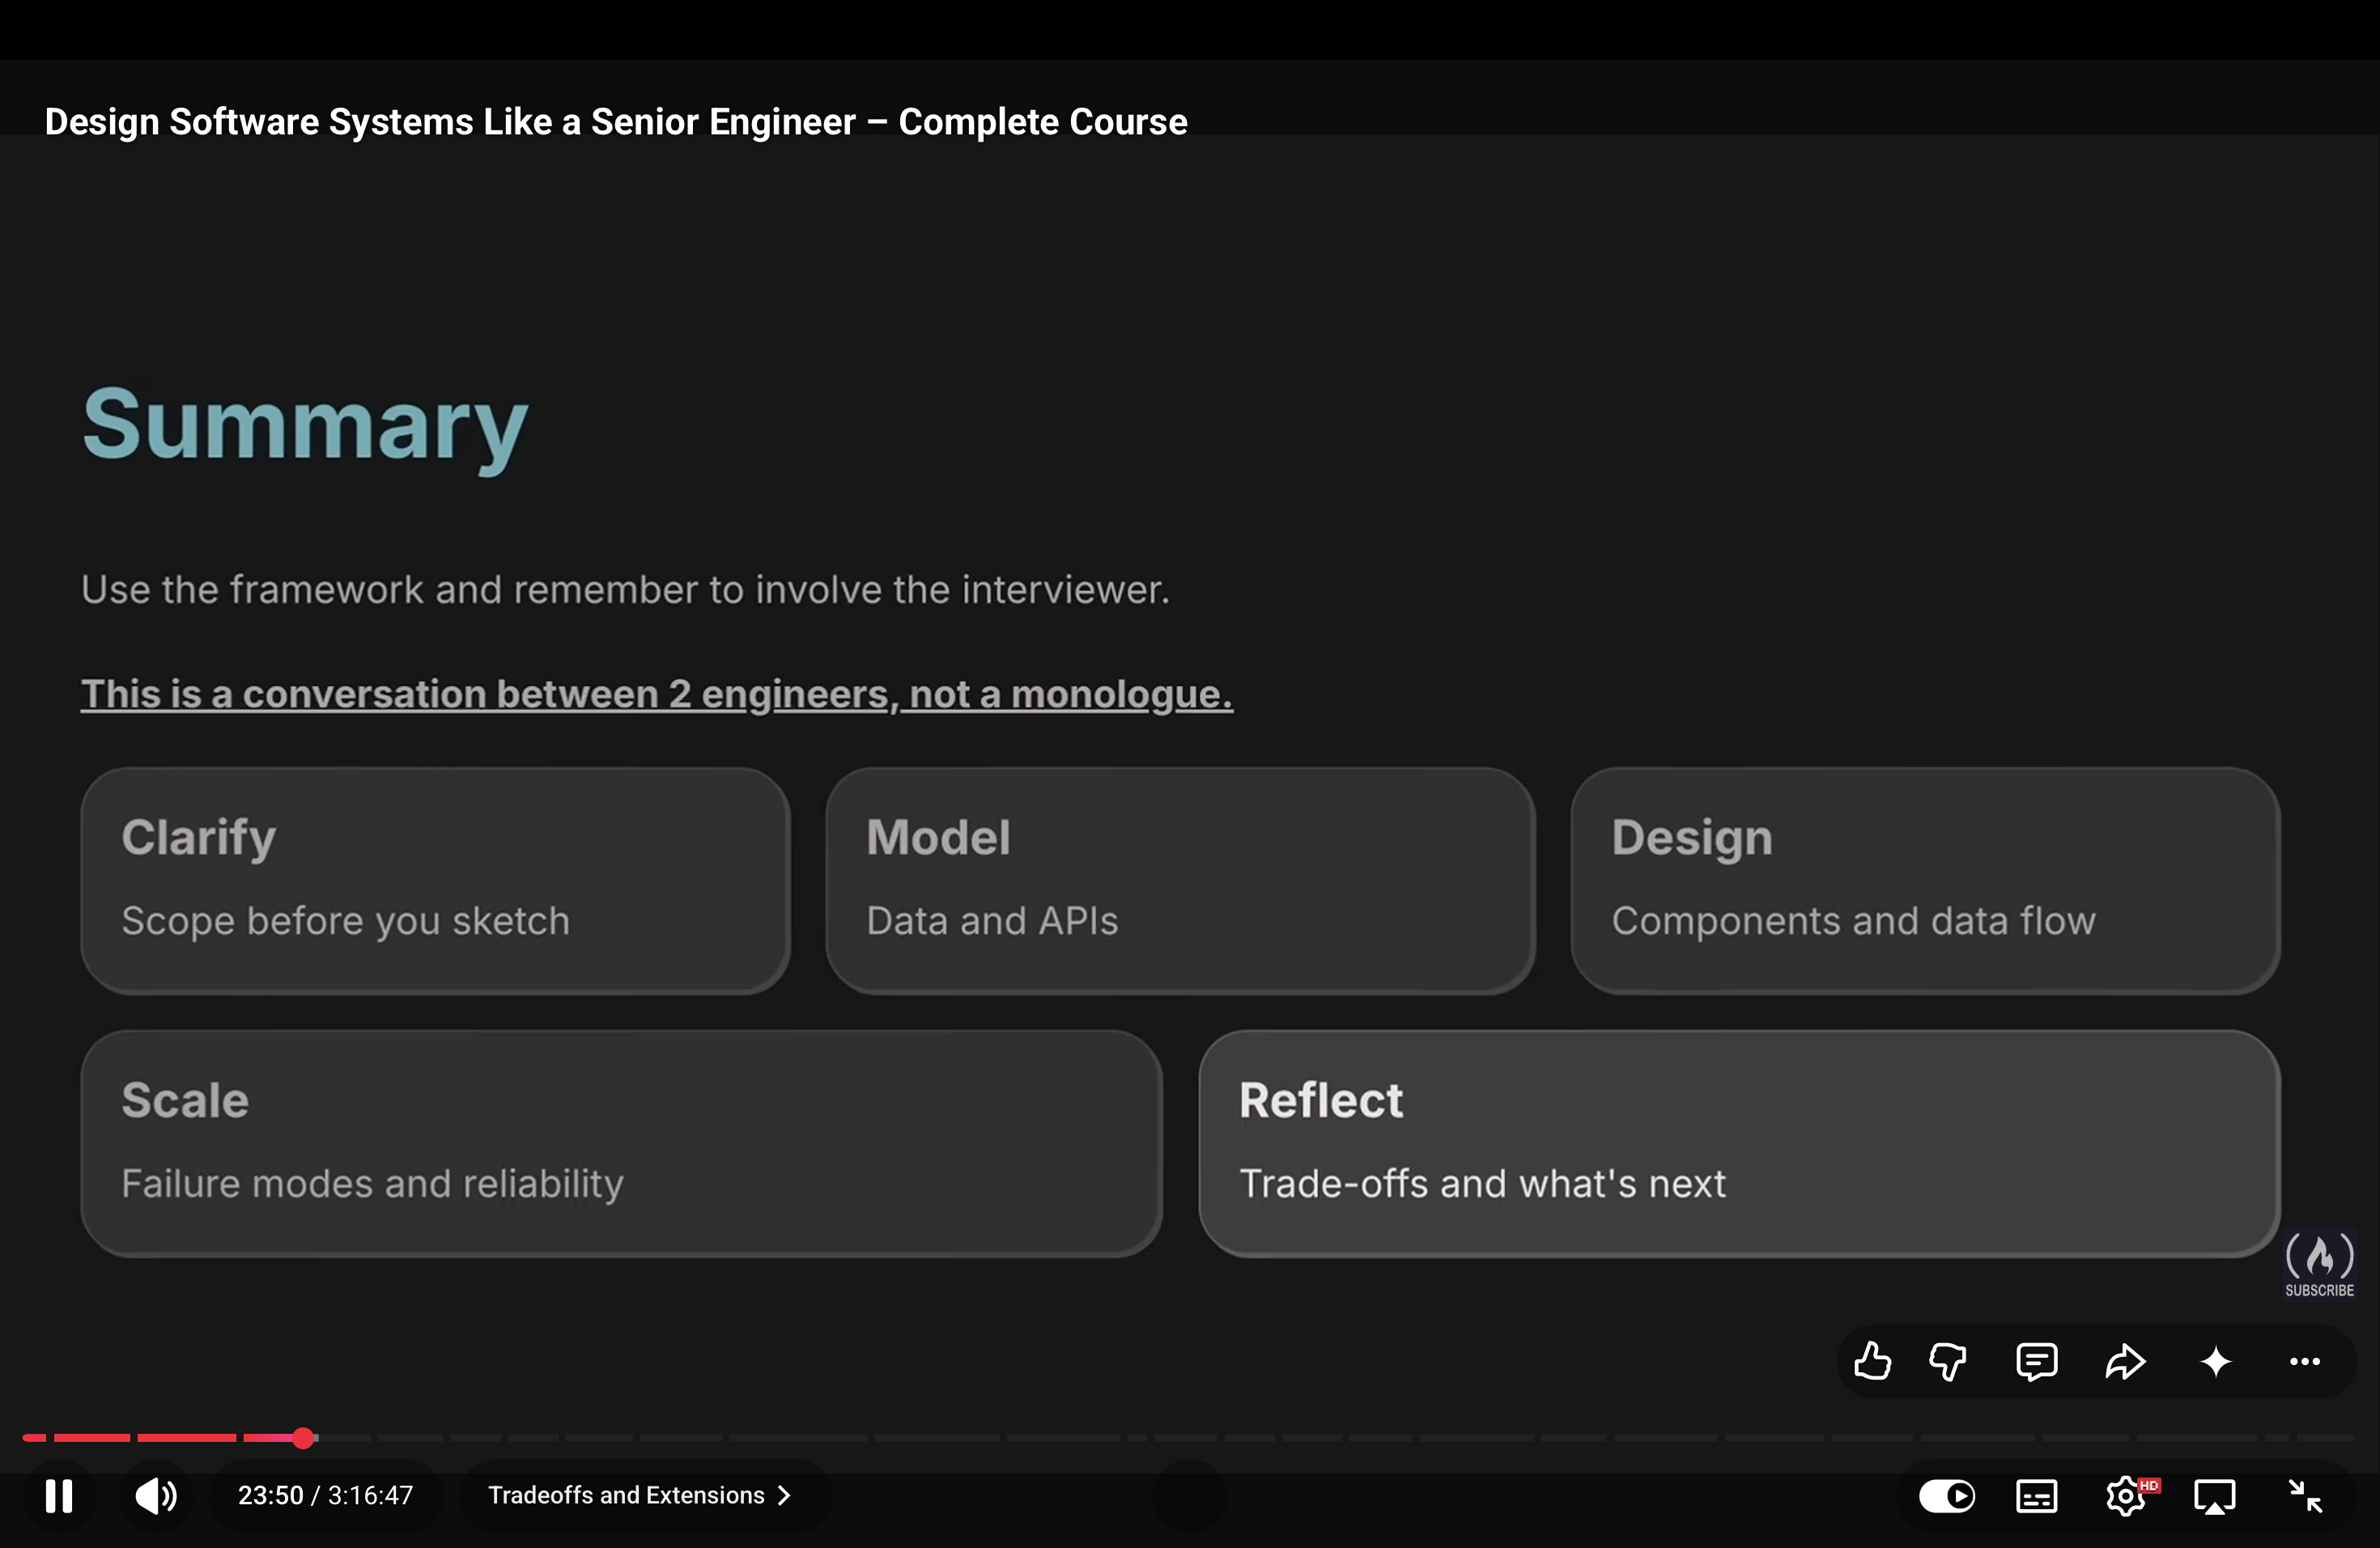 Design Software Systems Like a Senior Engineer – Complete Course
Summary
Use the framework and remember to involve the interviewer.
This is a conversation between 2 engineers, not a monologue.
Clarify
Scope before you sketch
Model
Data and APIs
Design
Components and data flow
Scale
Failure modes and reliability
Reflect
Trade-offs and what's next
SUBSCRIBE
23:50 / 3:16:47
Tradeoffs and Extensions
HD